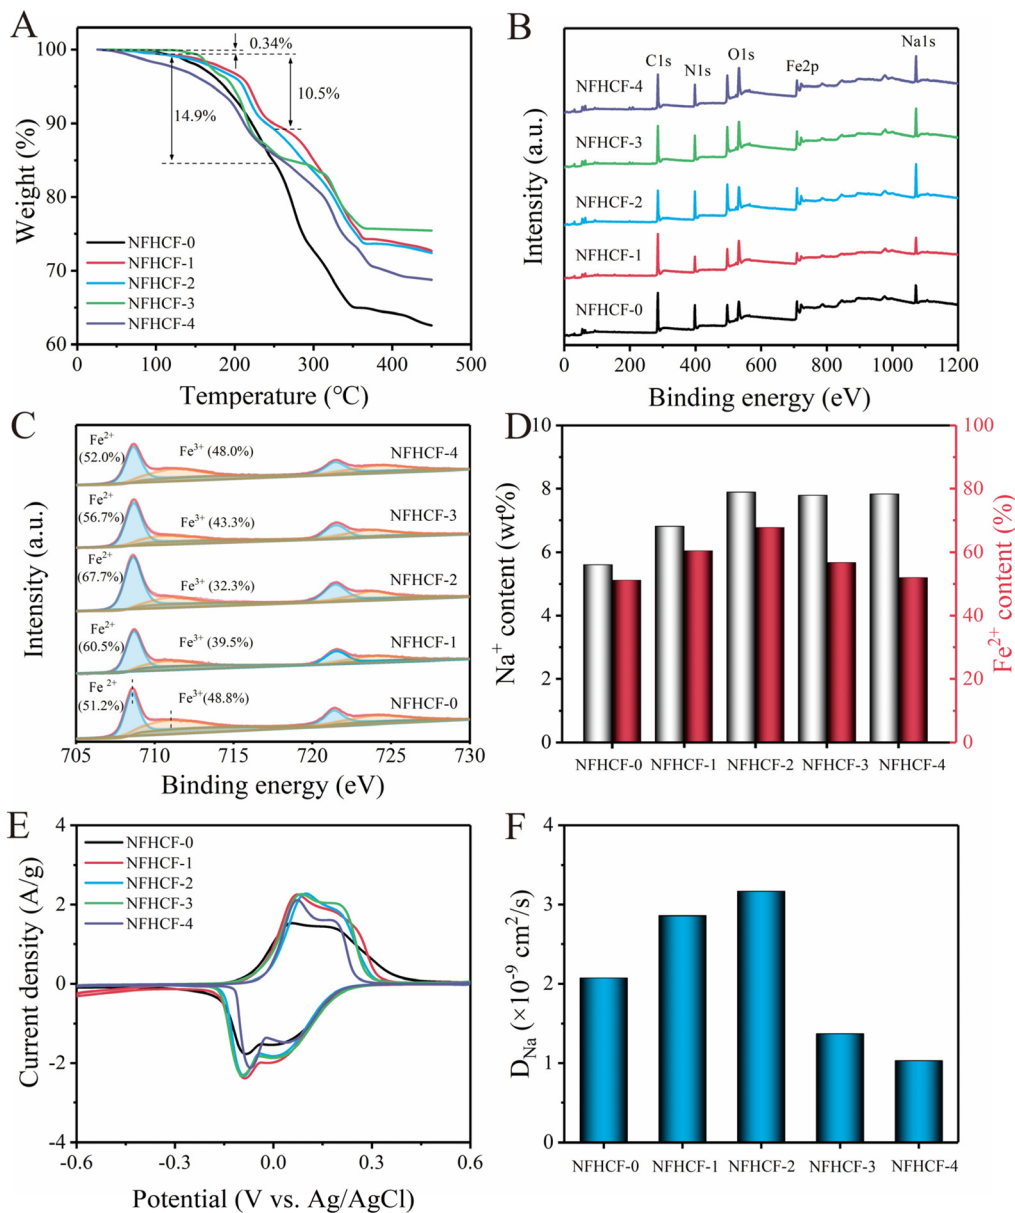 A
100
90
80
70
60
Weight (%)
0.34%
10.5%
14.9%
NFHCF-0
NFHCF-1
NFHCF-2
NFHCF-3
NFHCF-4
0 50 100 150 200 250 300 350 400 450 500
Temperature (℃)
B
Intensity (a.u.)
C1s
N1s
O1s
Fe2p
Na1s
NFHCF-4
NFHCF-3
NFHCF-2
NFHCF-1
NFHCF-0
0 200 400 600 800 1000 1200
Binding energy (eV)
C
Intensity (a.u.)
Fe²⁺
(52.0%)
Fe³⁺ (48.0%)
NFHCF-4
Fe²⁺
(56.7%)
Fe³⁺ (43.3%)
NFHCF-3
Fe²⁺
(67.7%)
Fe³⁺ (32.3%)
NFHCF-2
Fe²⁺
(60.5%)
Fe³⁺ (39.5%)
NFHCF-1
Fe ²⁺
(51.2%)
Fe³⁺(48.8%)
NFHCF-0
705 710 715 720 725 730
Binding energy (eV)
D
10
8
6
4
2
0
Na⁺ content (wt%)
100
80
60
40
20
0
Fe²⁺ content (%)
NFHCF-0 NFHCF-1 NFHCF-2 NFHCF-3 NFHCF-4
E
4
2
0
-2
-4
Current density (A/g)
NFHCF-0
NFHCF-1
NFHCF-2
NFHCF-3
NFHCF-4
-0.6 -0.3 0.0 0.3 0.6
Potential (V vs. Ag/AgCl)
F
4
3
2
1
0
D_Na (×10⁻⁹ cm²/s)
NFHCF-0 NFHCF-1 NFHCF-2 NFHCF-3 NFHCF-4